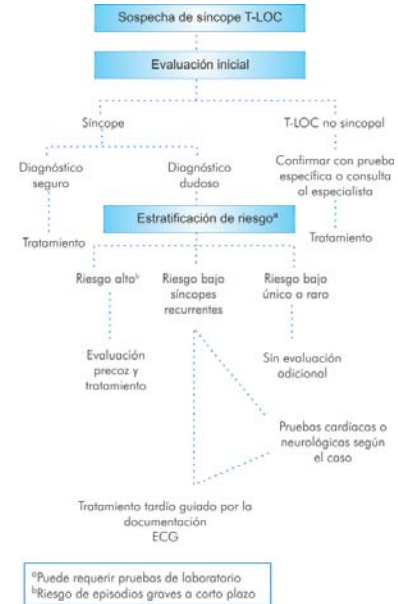 Sospecha de síncope T-LOC
Evaluación inicial
Síncope
T-LOC no sincopal
Diagnóstico
seguro
Diagnóstico
dudoso
Confirmar con prueba
específica o consulta
al especialista
Estratificación de riesgoª
Tratamiento
Tratamiento
Riesgo altoᵇ
Riesgo bajo
síncopes
recurrentes
Riesgo bajo
único o raro
Evaluación
precoz y
tratamiento
Sin evaluación
adicional
Pruebas cardíacas o
neurológicas según
el caso
Tratamiento tardío guiado por la
documentación
ECG
ªPuede requerir pruebas de laboratorio
ᵇRiesgo de episodios graves a corto plazo